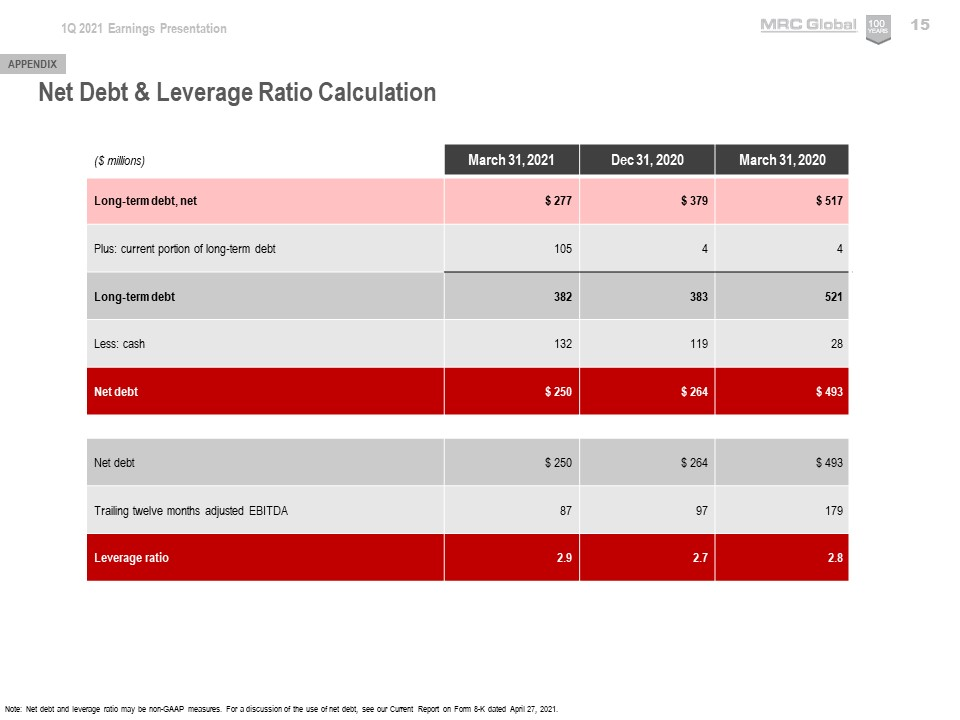 1Q 2021 Earnings Presentation
MRC Global 100 YEARS 15
APPENDIX
Net Debt & Leverage Ratio Calculation
($ millions) March 31, 2021 Dec 31, 2020 March 31, 2020
Long-term debt, net $ 277 $ 379 $ 517
Plus: current portion of long-term debt 105 4 4
Long-term debt 382 383 521
Less: cash 132 119 28
Net debt $ 250 $ 264 $ 493
Net debt $ 250 $ 264 $ 493
Trailing twelve months adjusted EBITDA 87 97 179
Leverage ratio 2.9 2.7 2.8
Note: Net debt and leverage ratio may be non-GAAP measures. For a discussion of the use of net debt, see our Current Report on Form 8-K dated April 27, 2021.